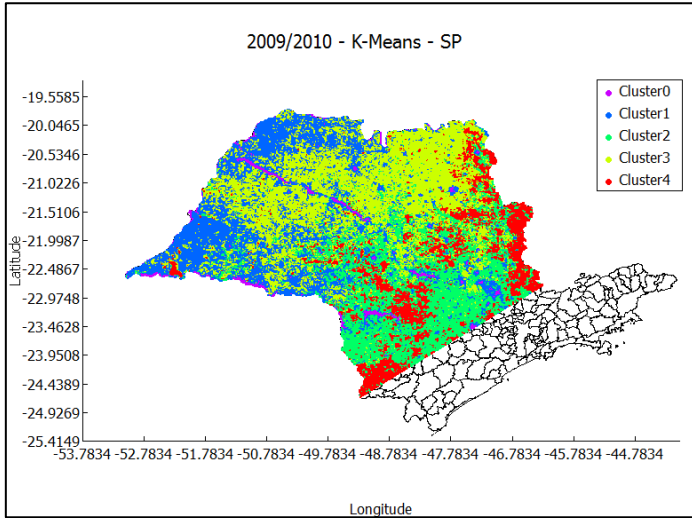 2009/2010 - K-Means - SP
Cluster0
Cluster1
Cluster2
Cluster3
Cluster4
-19.5585
-20.0465
-20.5346
-21.0226
-21.5106
-21.9987
-22.4867
-22.9748
-23.4628
-23.9508
-24.4389
-24.9269
-25.4149
Latitude
-53.7834 -52.7834 -51.7834 -50.7834 -49.7834 -48.7834 -47.7834 -46.7834 -45.7834 -44.7834
Longitude